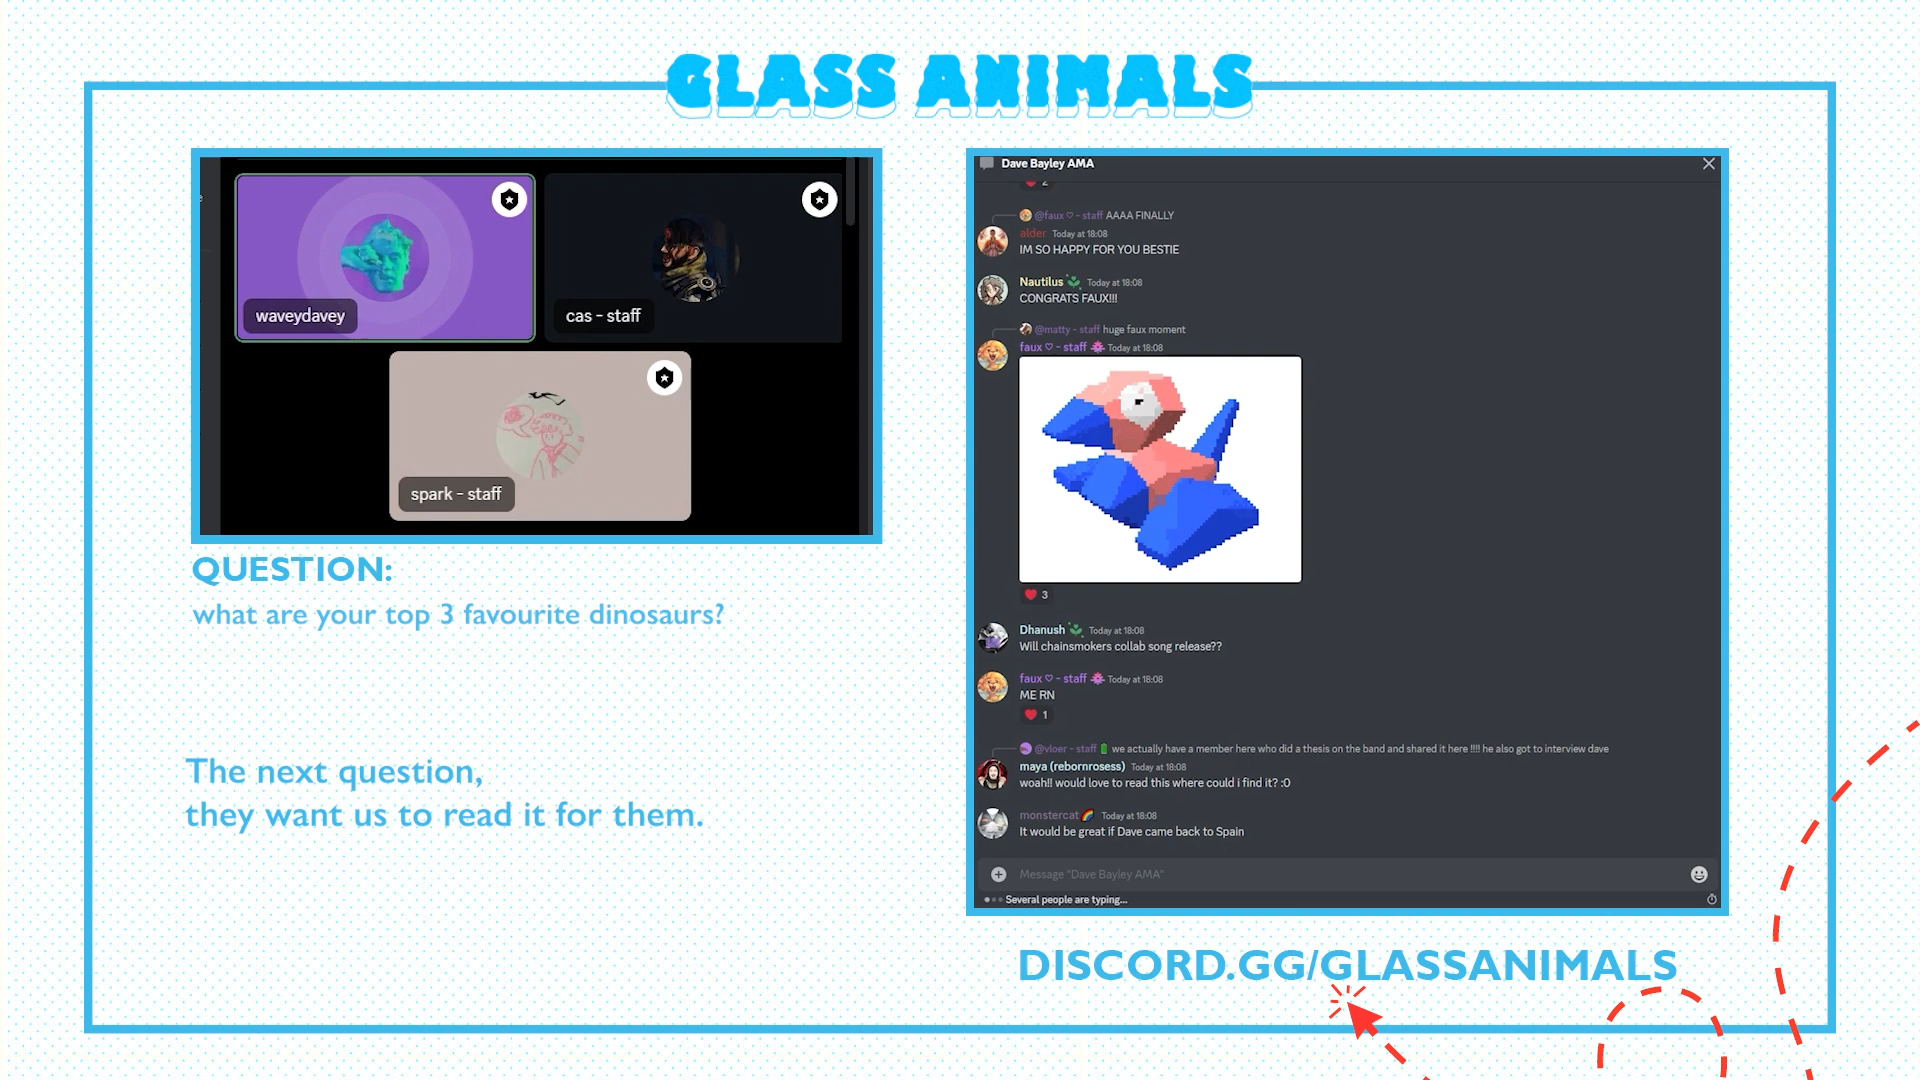 GLASS ANIMALS
waveydavey
cas - staff
spark - staff
QUESTION:
what are your top 3 favourite dinosaurs?
The next question,
they want us to read it for them.
Dave Bayley AMA
2
@faux ♡ - staff AAAA FINALLY
alder Today at 18:08
IM SO HAPPY FOR YOU BESTIE
Nautilus Today at 18:08
CONGRATS FAUX!!!
@matty - staff huge faux moment
faux ♡ - staff Today at 18:08
3
Dhanush Today at 18:08
Will chainsmokers collab song release??
faux ♡ - staff Today at 18:08
ME RN
1
@vloer - staff we actually have a member here who did a thesis on the band and shared it here !!!! he also got to interview dave
maya (rebornrosess) Today at 18:08
woah!! would love to read this where could i find it? :0
monstercat Today at 18:08
It would be great if Dave came back to Spain
Message "Dave Bayley AMA"
Several people are typing...
DISCORD.GG/GLASSANIMALS